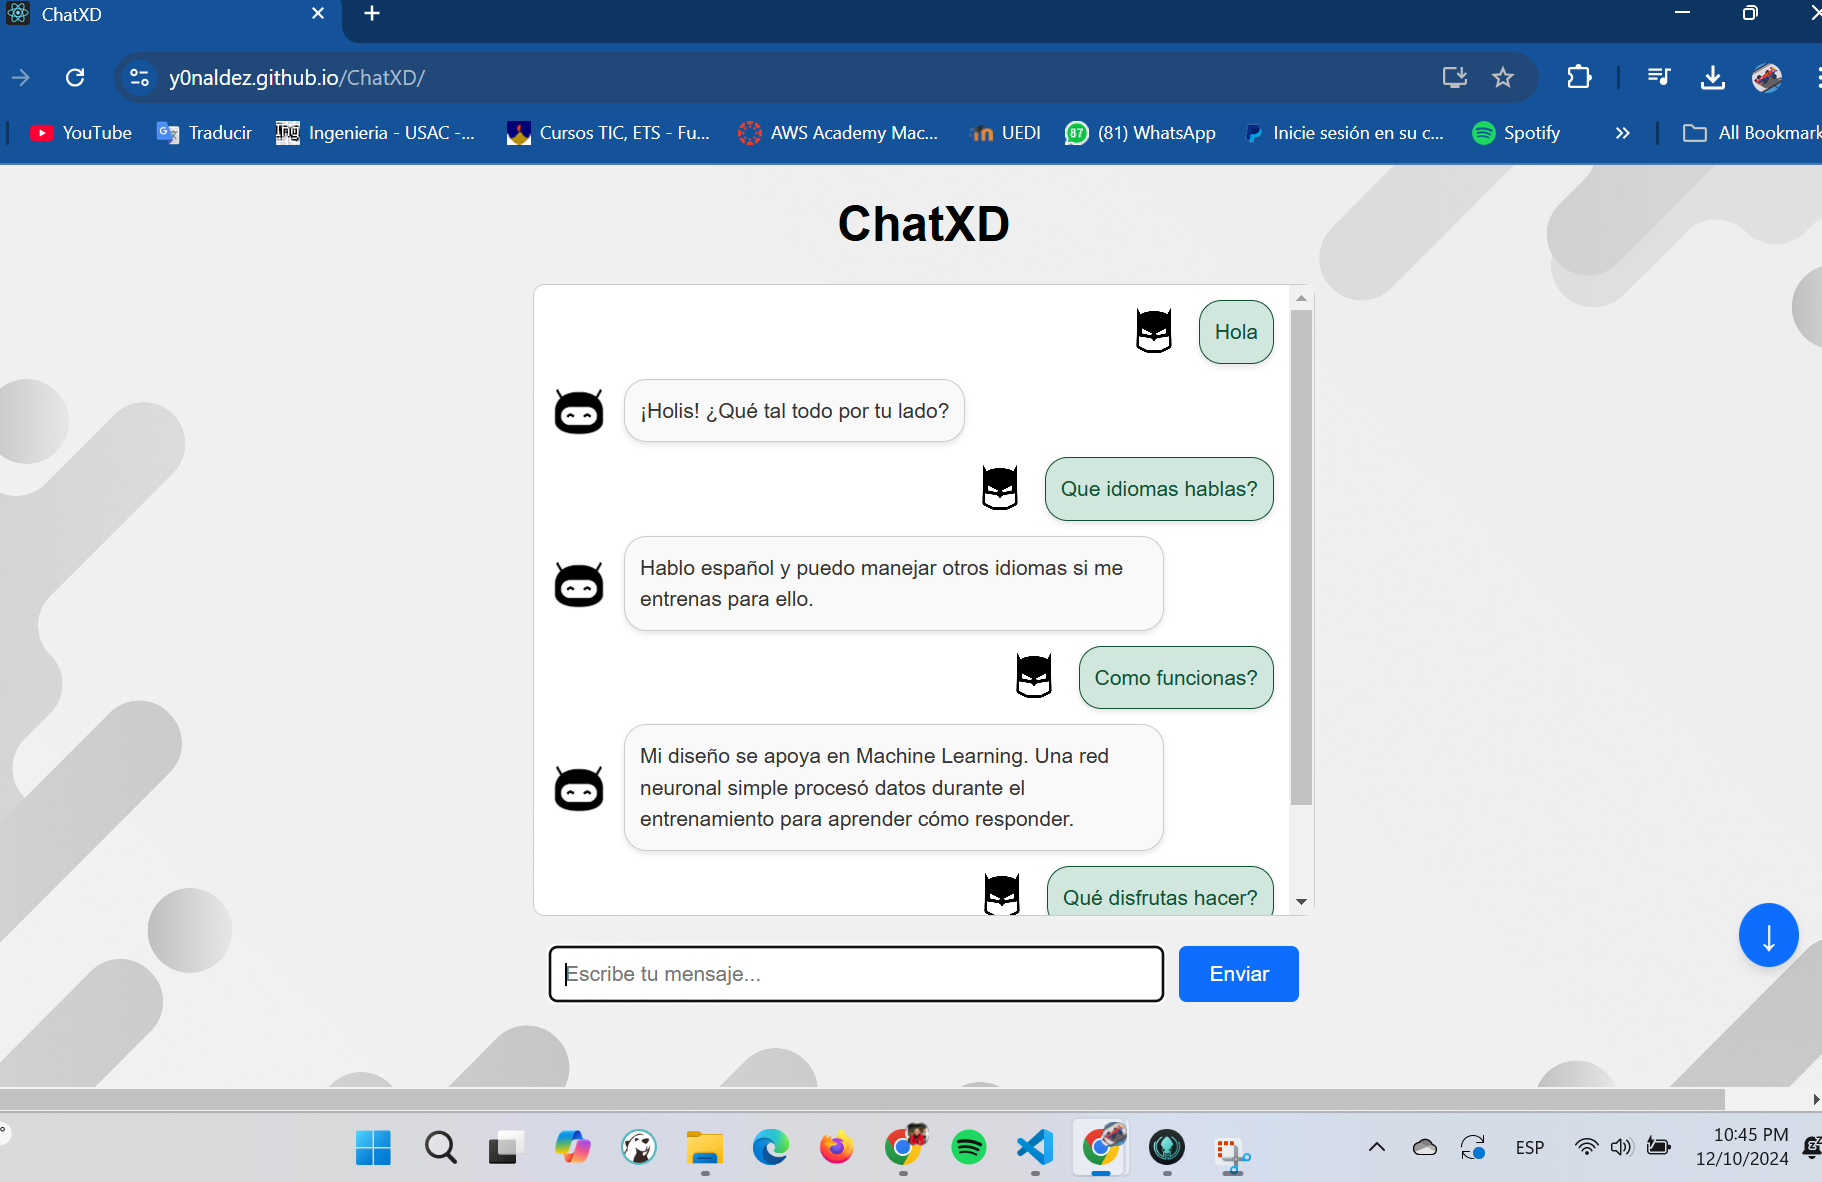 ChatXD
y0naldez.github.io/ChatXD/
YouTube
Traducir
Ingenieria - USAC -...
Cursos TIC, ETS - Fu...
AWS Academy Mac...
UEDI
87
(81) WhatsApp
Inicie sesión en su c...
Spotify
All Bookmark
ChatXD
Hola
¡Holis! ¿Qué tal todo por tu lado?
Que idiomas hablas?
Hablo español y puedo manejar otros idiomas si me
entrenas para ello.
Como funcionas?
Mi diseño se apoya en Machine Learning. Una red
neuronal simple procesó datos durante el
entrenamiento para aprender cómo responder.
Qué disfrutas hacer?
Escribe tu mensaje...
Enviar
ESP
10:45 PM
12/10/2024